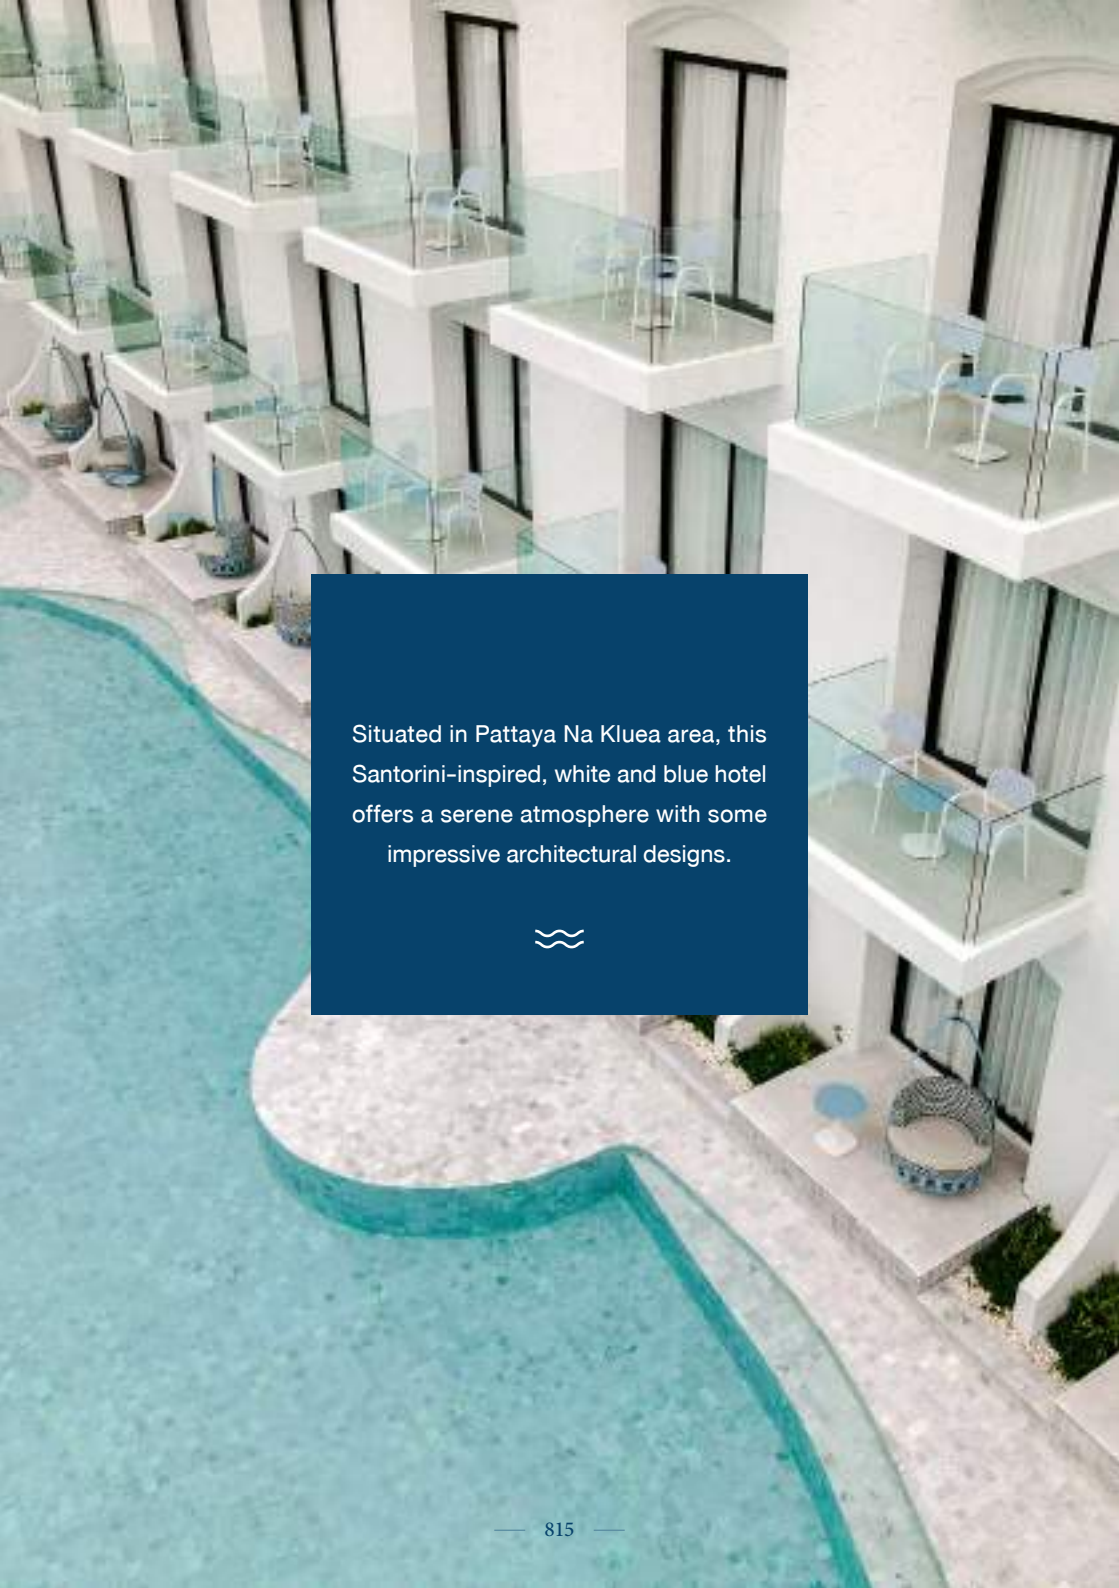 Situated in Pattaya Na Kluea area, this
Santorini-inspired, white and blue hotel
offers a serene atmosphere with some
impressive architectural designs.
815